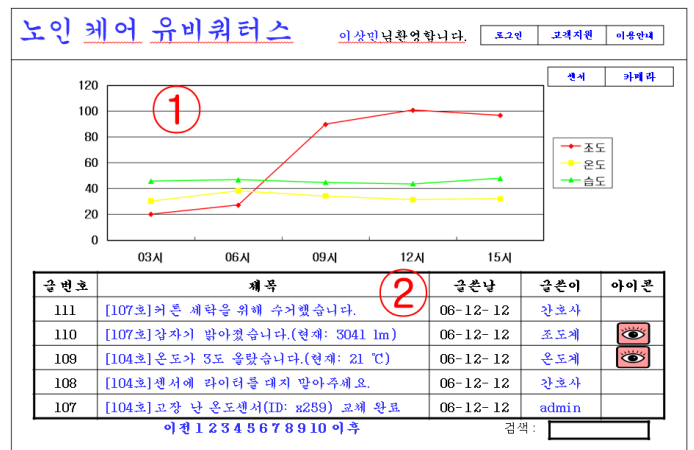 노인 케어 유비쿼터스 이상민님환영합니다. 로그인 고객지원 이용안내
센서 카메라
120
100
80
60
40
20
0
①
조도
온도
습도
03시 06시 09시 12시 15시
②
글번호 제목 글쓴날 글쓴이 아이콘
111 [107호]커튼 세탁을 위해 수거했습니다. 06-12-12 간호사
110 [107호]갑자기 밝아졌습니다.(현재: 3041 lm) 06-12-12 조도계
109 [104호]온도가 3도 올랐습니다.(현재: 21 ℃) 06-12-12 온도계
108 [104호]센서에 라이터를 대지 말아주세요. 06-12-12 간호사
107 [104호]고장 난 온도센서(ID: x259) 교체 완료 06-12-12 admin
이전 1 2 3 4 5 6 7 8 9 10 이후 검색 :